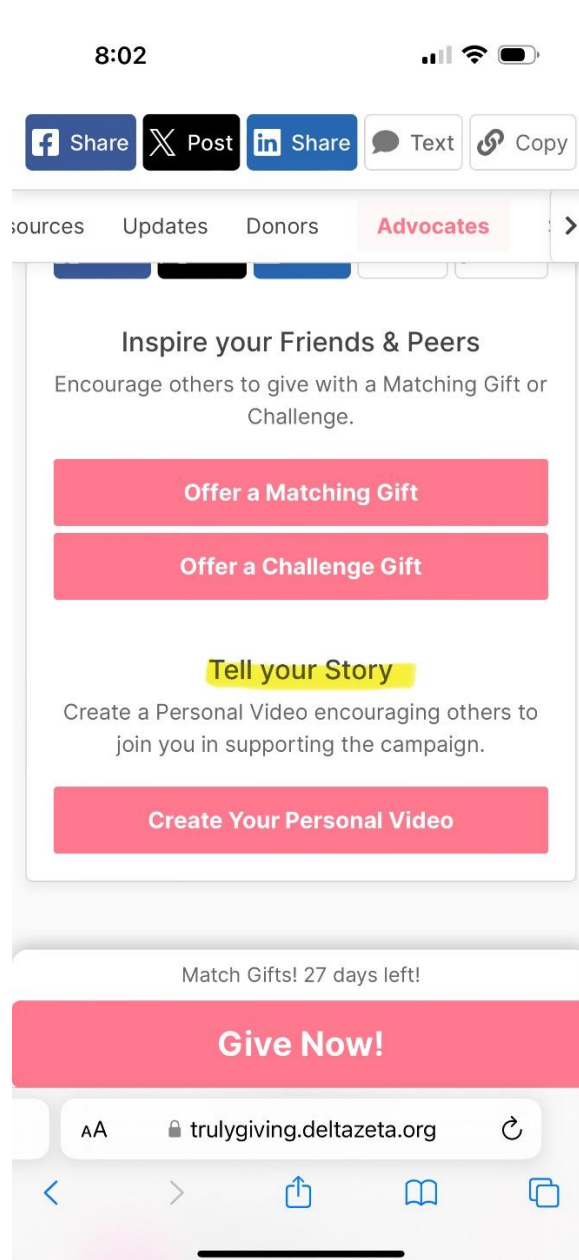 8:02
Share Post in Share Text Copy
sources Updates Donors Advocates
Inspire your Friends & Peers
Encourage others to give with a Matching Gift or
Challenge.
Offer a Matching Gift
Offer a Challenge Gift
Tell your Story
Create a Personal Video encouraging others to
join you in supporting the campaign.
Create Your Personal Video
Match Gifts! 27 days left!
Give Now!
AA trulygiving.deltazeta.org